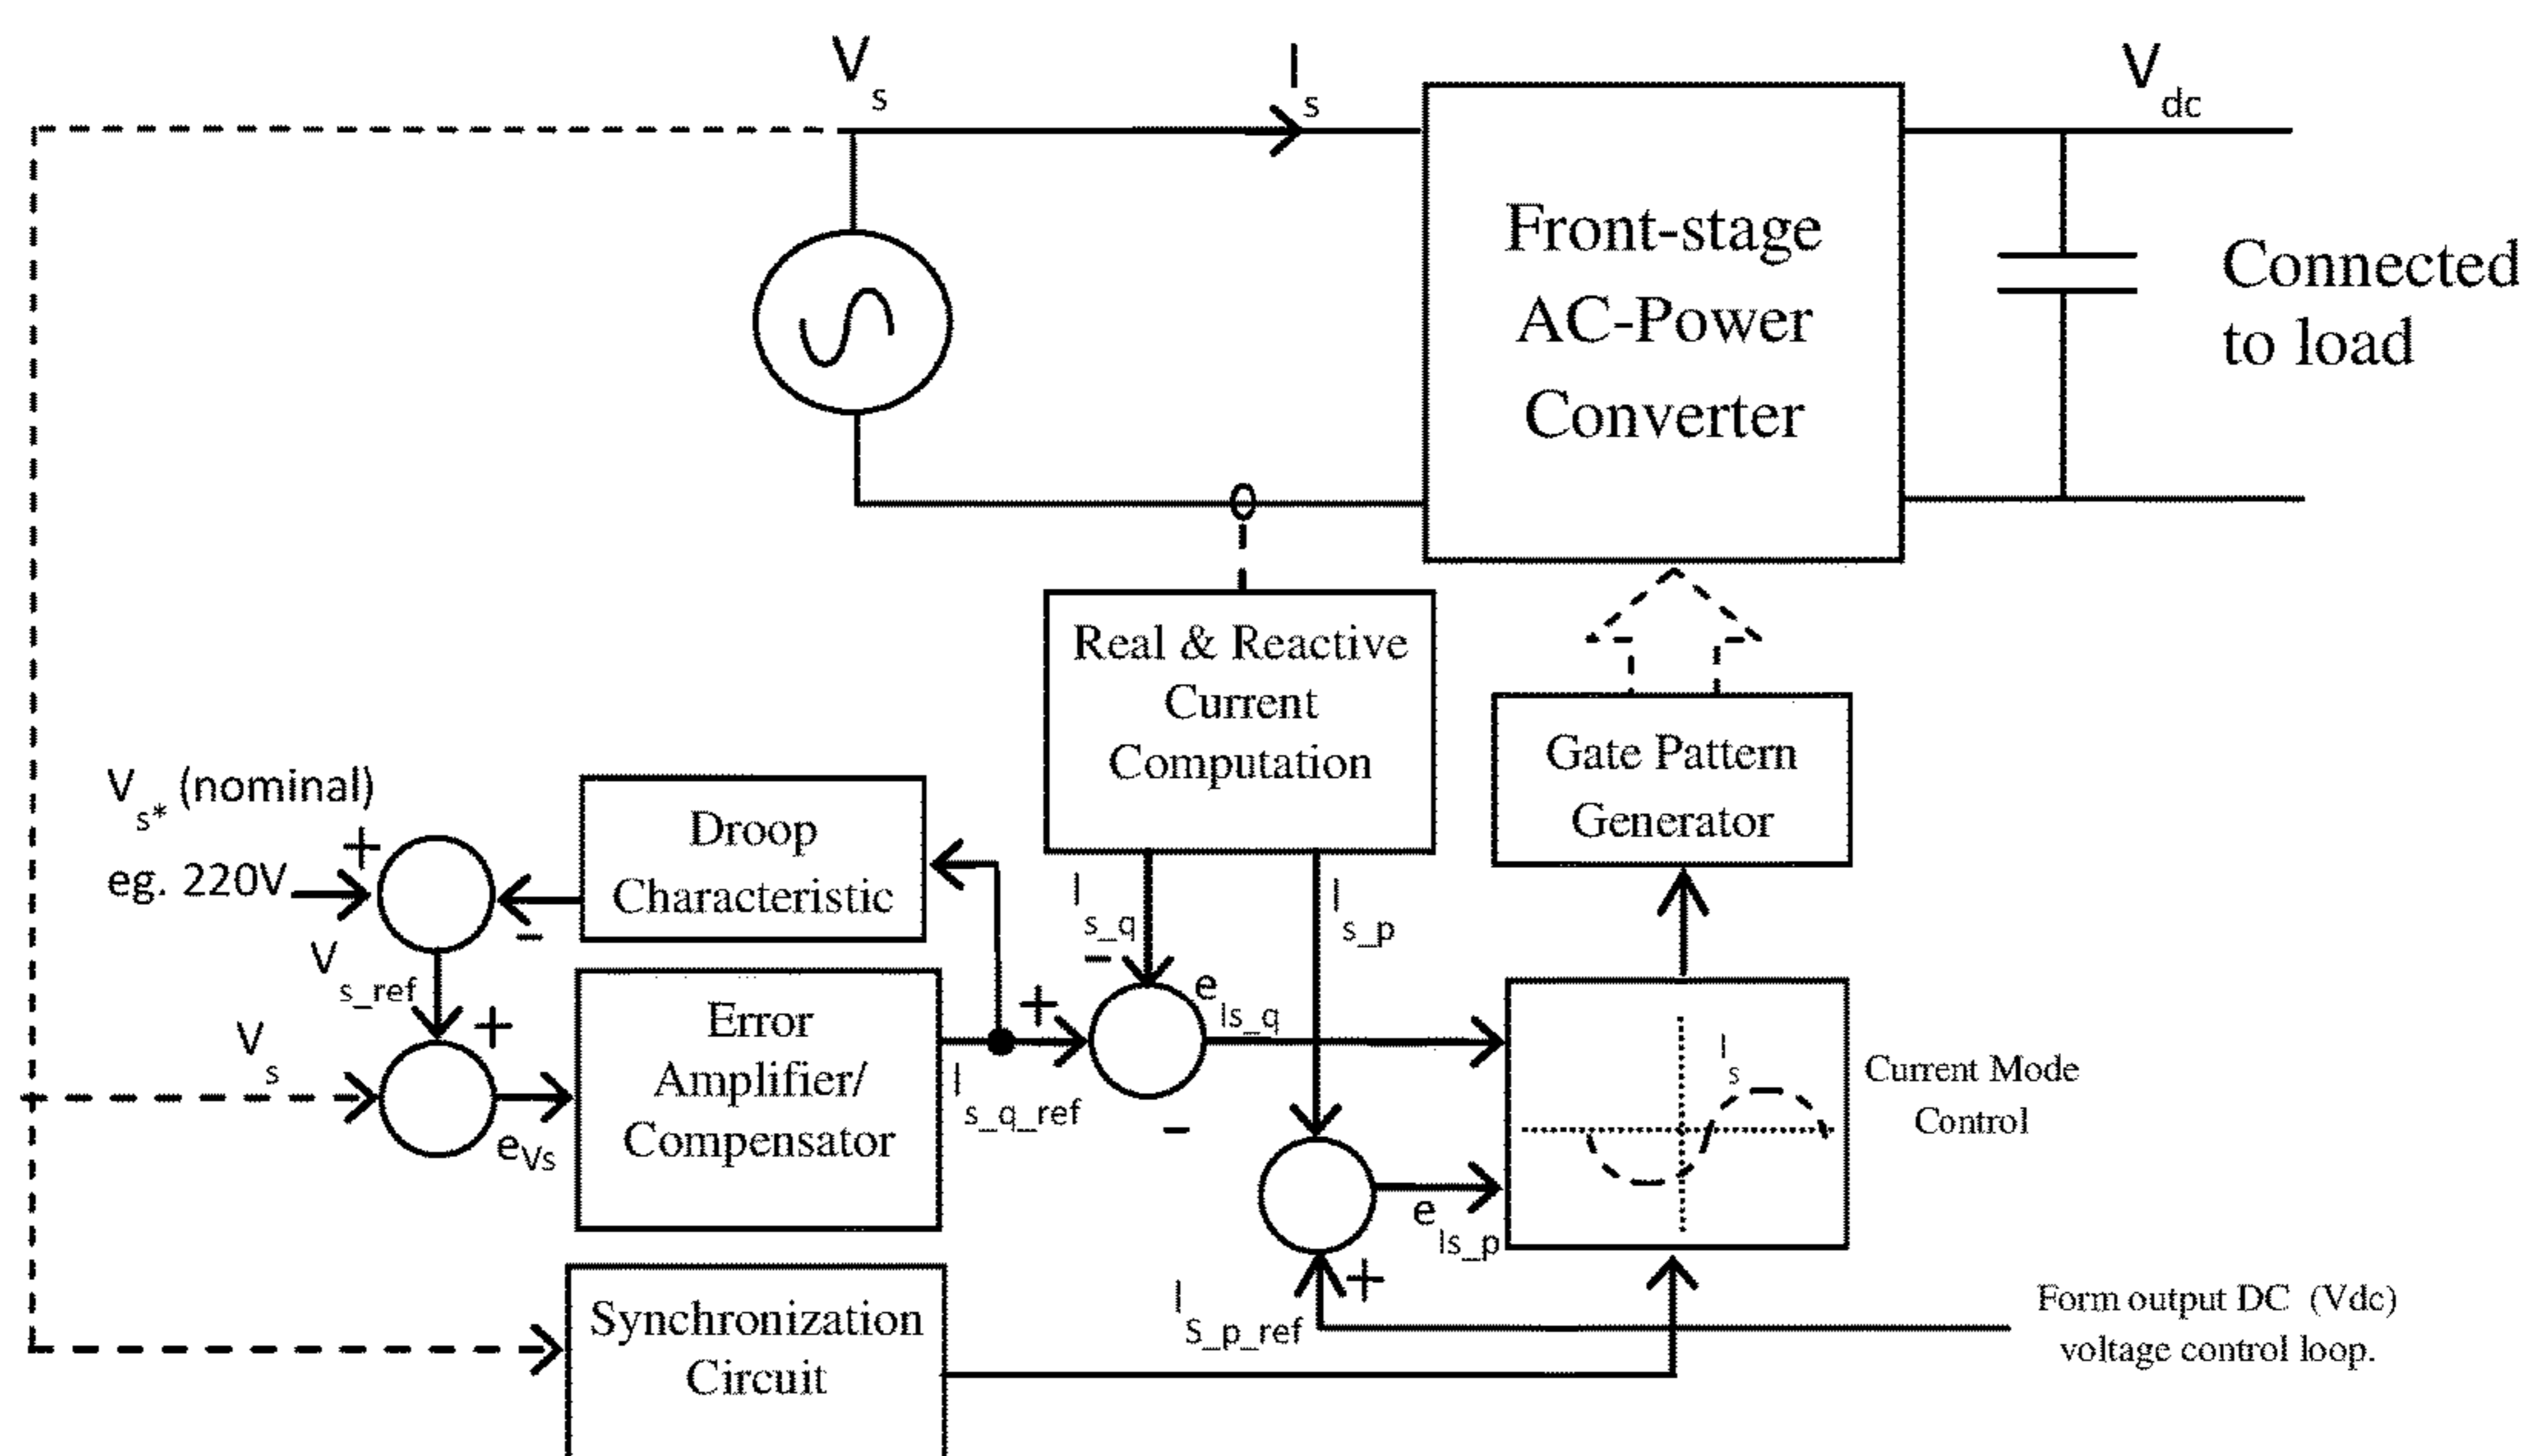 V s
I s
V dc
Front-stage
AC-Power
Converter
Connected
to load
Real & Reactive
Current
Computation
Gate Pattern
Generator
V s* (nominal)
eg. 220V
+
-
Droop
Characteristic
V s_ref
+
V s
e Vs
Error
Amplifier/
Compensator
I s_q_ref
+
I s_q
-
e Is_q
-
I s_p
e Is_p
+
I S_p_ref
I s
Current Mode
Control
Form output DC (Vdc)
voltage control loop.
Synchronization
Circuit